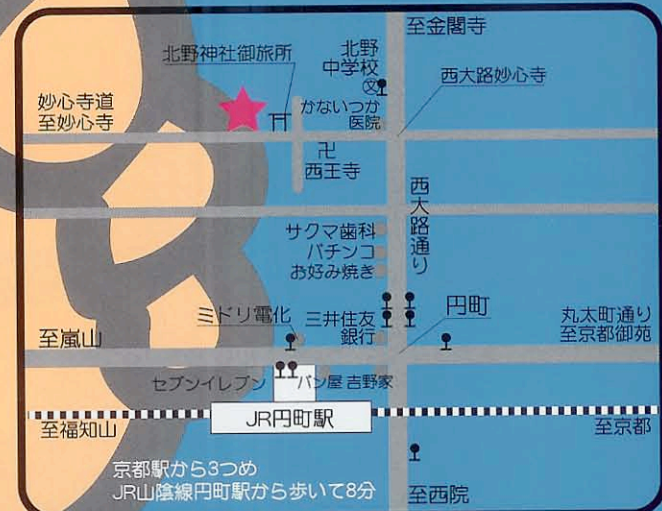 至金閣寺
北野神社御旅所
北野
中学校
西大路妙心寺
妙心寺道
至妙心寺
かないつか
医院
卍
西王寺
西大路通り
サクマ歯科
パチンコ
お好み焼き
ミドリ電化
三井住友
銀行
円町
丸太町通り
至京都御苑
至嵐山
セブンイレブン
パン屋
吉野家
JR円町駅
至福知山
至京都
京都駅から3つめ
JR山陰線円町駅から歩いて8分
至西院